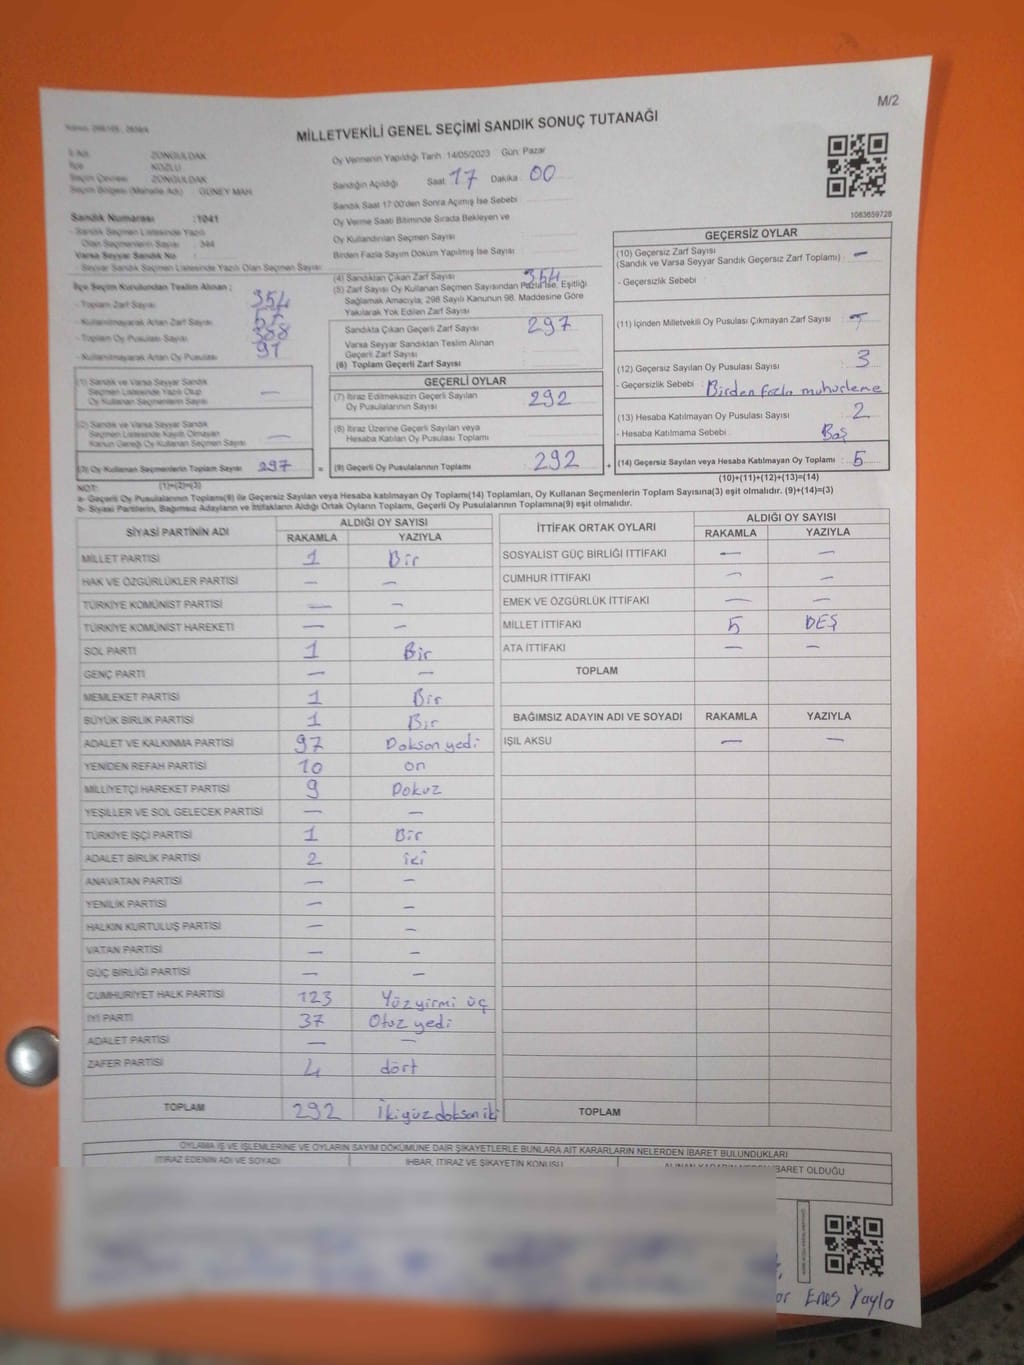 M/2
MİLLETVEKİLİ GENEL SEÇİMİ SANDIK SONUÇ TUTANAĞI
İl Adı : ZONGULDAK
İlçe : KOZLU
Seçim Çevresi : ZONGULDAK
Seçim Bölgesi (Mahalle Adı) : GÜNEY MAH.
Oy Vermenin Yapıldığı Tarih :14/05/2023 Gün: Pazar
Sandığın Açıldığı Saat 17 Dakika 00
Sandık Saat 17:00'den Sonra Açılmış İse Sebebi
Oy Verme Saati Bitiminde Sırada Bekleyen ve
Oy Kullandırılan Seçmen Sayısı
Birden Fazla Sayım Döküm Yapılmış İse Sayısı
1063659728
Sandık Numarası :1041
- Sandık Seçmen Listesinde Yazılı
Olan Seçmenlerin Sayısı : 344
Varsa Seyyar Sandık No
- Seyyar Sandık Seçmen Listesinde Yazılı Olan Seçmen Sayısı :
İlçe Seçim Kurulundan Teslim Alınan ;
- Toplam Zarf Sayısı 354
- Kullanılmayarak Artan Zarf Sayısı 57
- Toplam Oy Pusulası Sayısı 388
- Kullanılmayarak Artan Oy Pusulası 91
(1) Sandık ve Varsa Seyyar Sandık
Seçmen Listesinde Yazılı Olup
Oy Kullanan Seçmenlerin Sayısı —
(2) Sandık ve Varsa Seyyar Sandık
Seçmen Listesinde Kayıtlı Olmayan
Kanun Gereği Oy Kullanan Seçmen Sayısı —
(3) Oy Kullanan Seçmenlerin Toplam Sayısı 297 =
(1)+(2)=(3)
(4) Sandıktan Çıkan Zarf Sayısı 354
(5) Zarf Sayısı Oy Kullanan Seçmen Sayısından Fazla İse, Eşitliği
Sağlamak Amacıyla, 298 Sayılı Kanunun 98. Maddesine Göre
Yakılarak Yok Edilen Zarf Sayısı
Sandıkta Çıkan Geçerli Zarf Sayısı 297
Varsa Seyyar Sandıktan Teslim Alınan
Geçerli Zarf Sayısı
(6) Toplam Geçerli Zarf Sayısı
GEÇERLİ OYLAR
(7) İtiraz Edilmeksizin Geçerli Sayılan
Oy Pusulalarının Sayısı 292
(8) İtiraz Üzerine Geçerli Sayılan veya
Hesaba Katılan Oy Pusulası Toplamı
(9) Geçerli Oy Pusulalarının Toplamı 292 +
GEÇERSİZ OYLAR
(10) Geçersiz Zarf Sayısı
(Sandık ve Varsa Seyyar Sandık Geçersiz Zarf Toplamı) : —
- Geçersizlik Sebebi :
(11) İçinden Milletvekili Oy Pusulası Çıkmayan Zarf Sayısı :
(12) Geçersiz Sayılan Oy Pusulası Sayısı : 3
- Geçersizlik Sebebi : Birden fazla mühürleme
(13) Hesaba Katılmayan Oy Pusulası Sayısı : 2
- Hesaba Katılmama Sebebi : Boş
(14) Geçersiz Sayılan veya Hesaba Katılmayan Oy Toplamı : 5
(10)+(11)+(12)+(13)=(14)
NOT:
a- Geçerli Oy Pusulaları Toplamı(9) ile Geçersiz Sayılan veya Hesaba katılmayan Oy Toplamı(14) Toplamları, Oy Kullanan Seçmenlerin Toplam Sayısına(3) eşit olmalıdır. (9)+(14)=(3)
b- Siyasi Partilerin, Bağımsız Adayların ve İttifakların Aldığı Ortak Oyların Toplamı, Geçerli Oy Pusulalarının Toplamına(9) eşit olmalıdır.
SİYASİ PARTİNİN ADI ALDIĞI OY SAYISI
RAKAMLA YAZIYLA
MİLLET PARTİSİ 1 Bir
HAK VE ÖZGÜRLÜKLER PARTİSİ — —
TÜRKİYE KOMÜNİST PARTİSİ — —
TÜRKİYE KOMÜNİST HAREKETİ — —
SOL PARTİ 1 Bir
GENÇ PARTİ — —
MEMLEKET PARTİSİ 1 Bir
BÜYÜK BİRLİK PARTİSİ 1 Bir
ADALET VE KALKINMA PARTİSİ 97 Doksan yedi
YENİDEN REFAH PARTİSİ 10 on
MİLLİYETÇİ HAREKET PARTİSİ 9 Dokuz
YEŞİLLER VE SOL GELECEK PARTİSİ — —
TÜRKİYE İŞÇİ PARTİSİ 1 Bir
ADALET BİRLİK PARTİSİ 2 iki
ANAVATAN PARTİSİ — —
YENİLİK PARTİSİ — —
HALKIN KURTULUŞ PARTİSİ — —
VATAN PARTİSİ — —
GÜÇ BİRLİĞİ PARTİSİ — —
CUMHURİYET HALK PARTİSİ 123 Yüz yirmi üç
İYİ PARTİ 37 Otuz yedi
ADALET PARTİSİ — —
ZAFER PARTİSİ 4 dört
TOPLAM 292 İkiyüz doksan iki
İTTİFAK ORTAK OYLARI ALDIĞI OY SAYISI
RAKAMLA YAZIYLA
SOSYALİST GÜÇ BİRLİĞİ İTTİFAKI — —
CUMHUR İTTİFAKI — —
EMEK VE ÖZGÜRLÜK İTTİFAKI — —
MİLLET İTTİFAKI 5 BEŞ
ATA İTTİFAKI — —
TOPLAM
BAĞIMSIZ ADAYIN ADI VE SOYADI RAKAMLA YAZIYLA
IŞIL AKSU — —
TOPLAM
OYLAMA İŞ VE İŞLEMLERİNE VE OYLARIN SAYIM DÖKÜMÜNE DAİR ŞİKAYETLERLE BUNLARA AİT KARARLARIN NELERDEN İBARET BULUNDUKLARI
İTİRAZ EDENİN ADI VE SOYADI İHBAR, İTİRAZ VE ŞİKAYETİN KONUSU ALINAN KARARIN NEDEN İBARET OLDUĞU
Enes Yayla